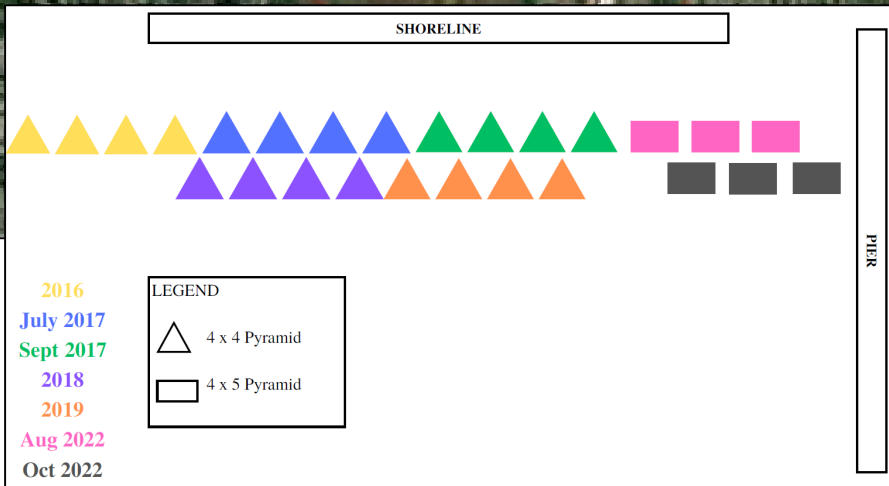 SHORELINE
PIER
2016
July 2017
Sept 2017
2018
2019
Aug 2022
Oct 2022
LEGEND
4 x 4 Pyramid
4 x 5 Pyramid